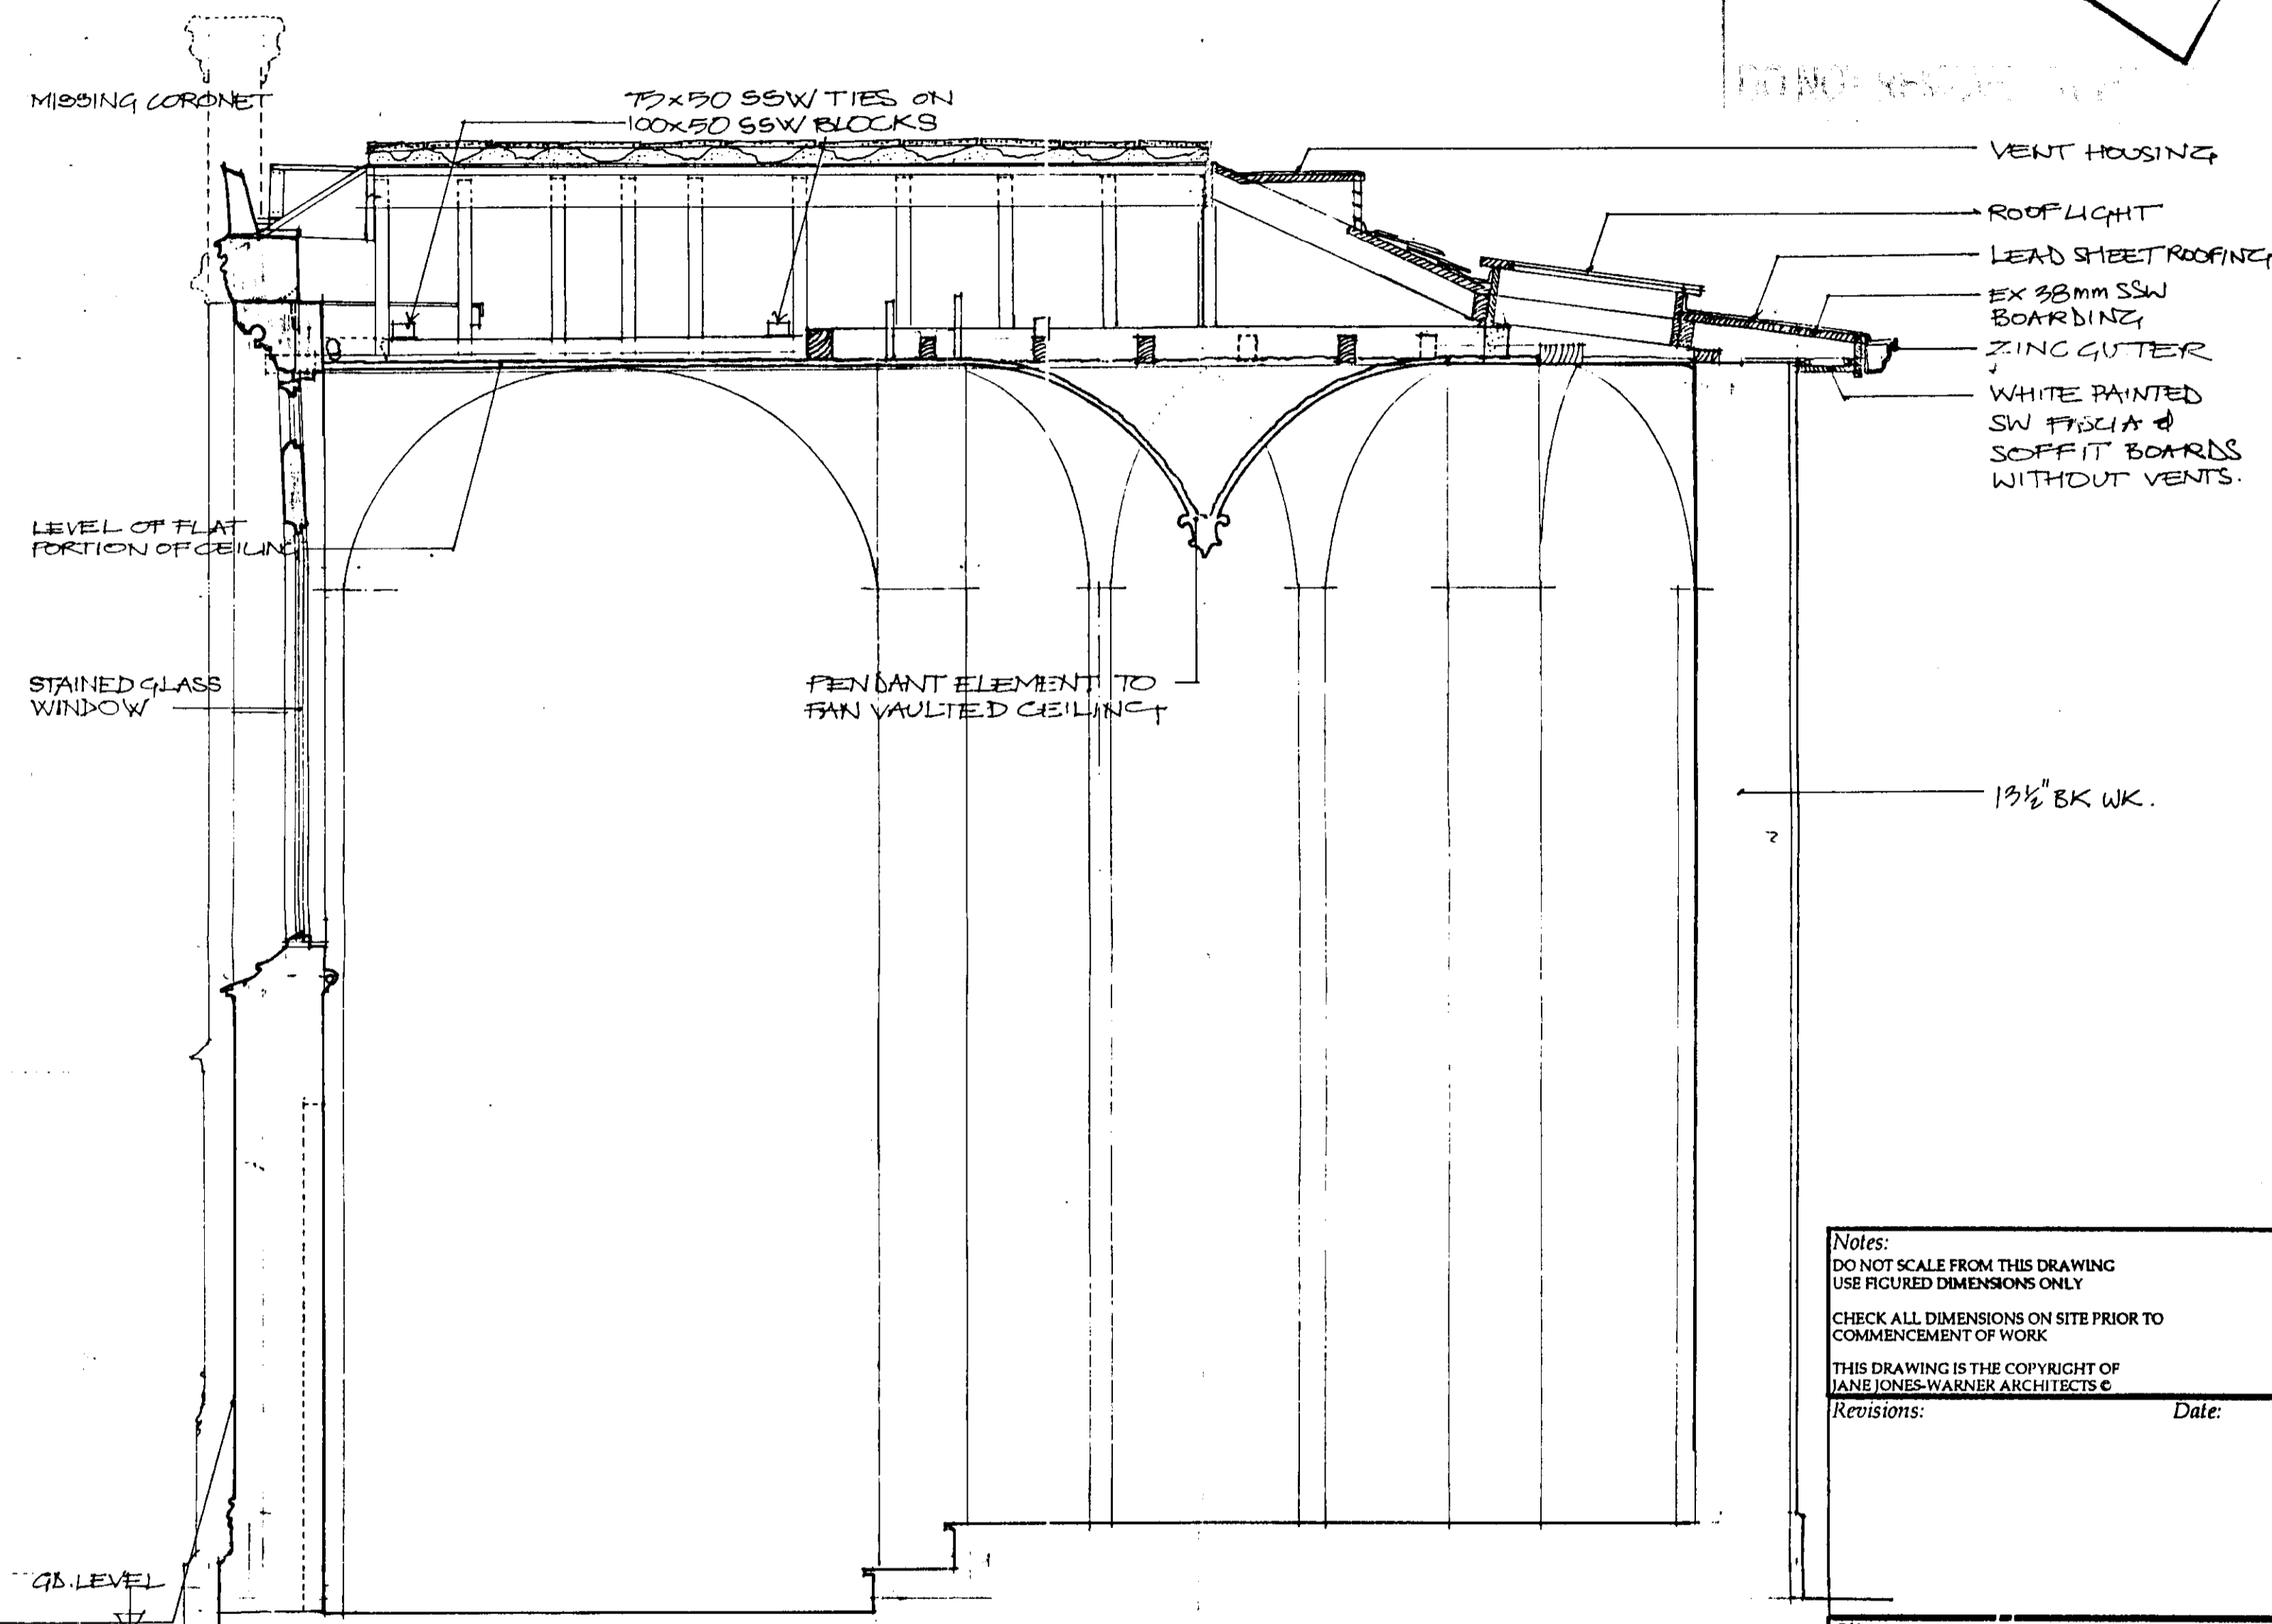 MISSING CORONET
75x50 SSW TIES ON
100x50 SSW BLOCKS
DO NOT
VENT HOUSING
ROOFLIGHT
LEAD SHEET ROOFING
EX 38mm SSW
BOARDING
ZINC GUTER
WHITE PAINTED
SW FASCIA &
SOFFIT BOARDS
WITHOUT VENTS.
LEVEL OF FLAT
PORTION OF CEILING
STAINED GLASS
WINDOW
PENDANT ELEMENT TO
FAN VAULTED CEILING
13½" BK WK.
GD. LEVEL
Notes:
DO NOT SCALE FROM THIS DRAWING
USE FIGURED DIMENSIONS ONLY
CHECK ALL DIMENSIONS ON SITE PRIOR TO
COMMENCEMENT OF WORK
THIS DRAWING IS THE COPYRIGHT OF
JANE JONES-WARNER ARCHITECTS ©
Revisions: Date: